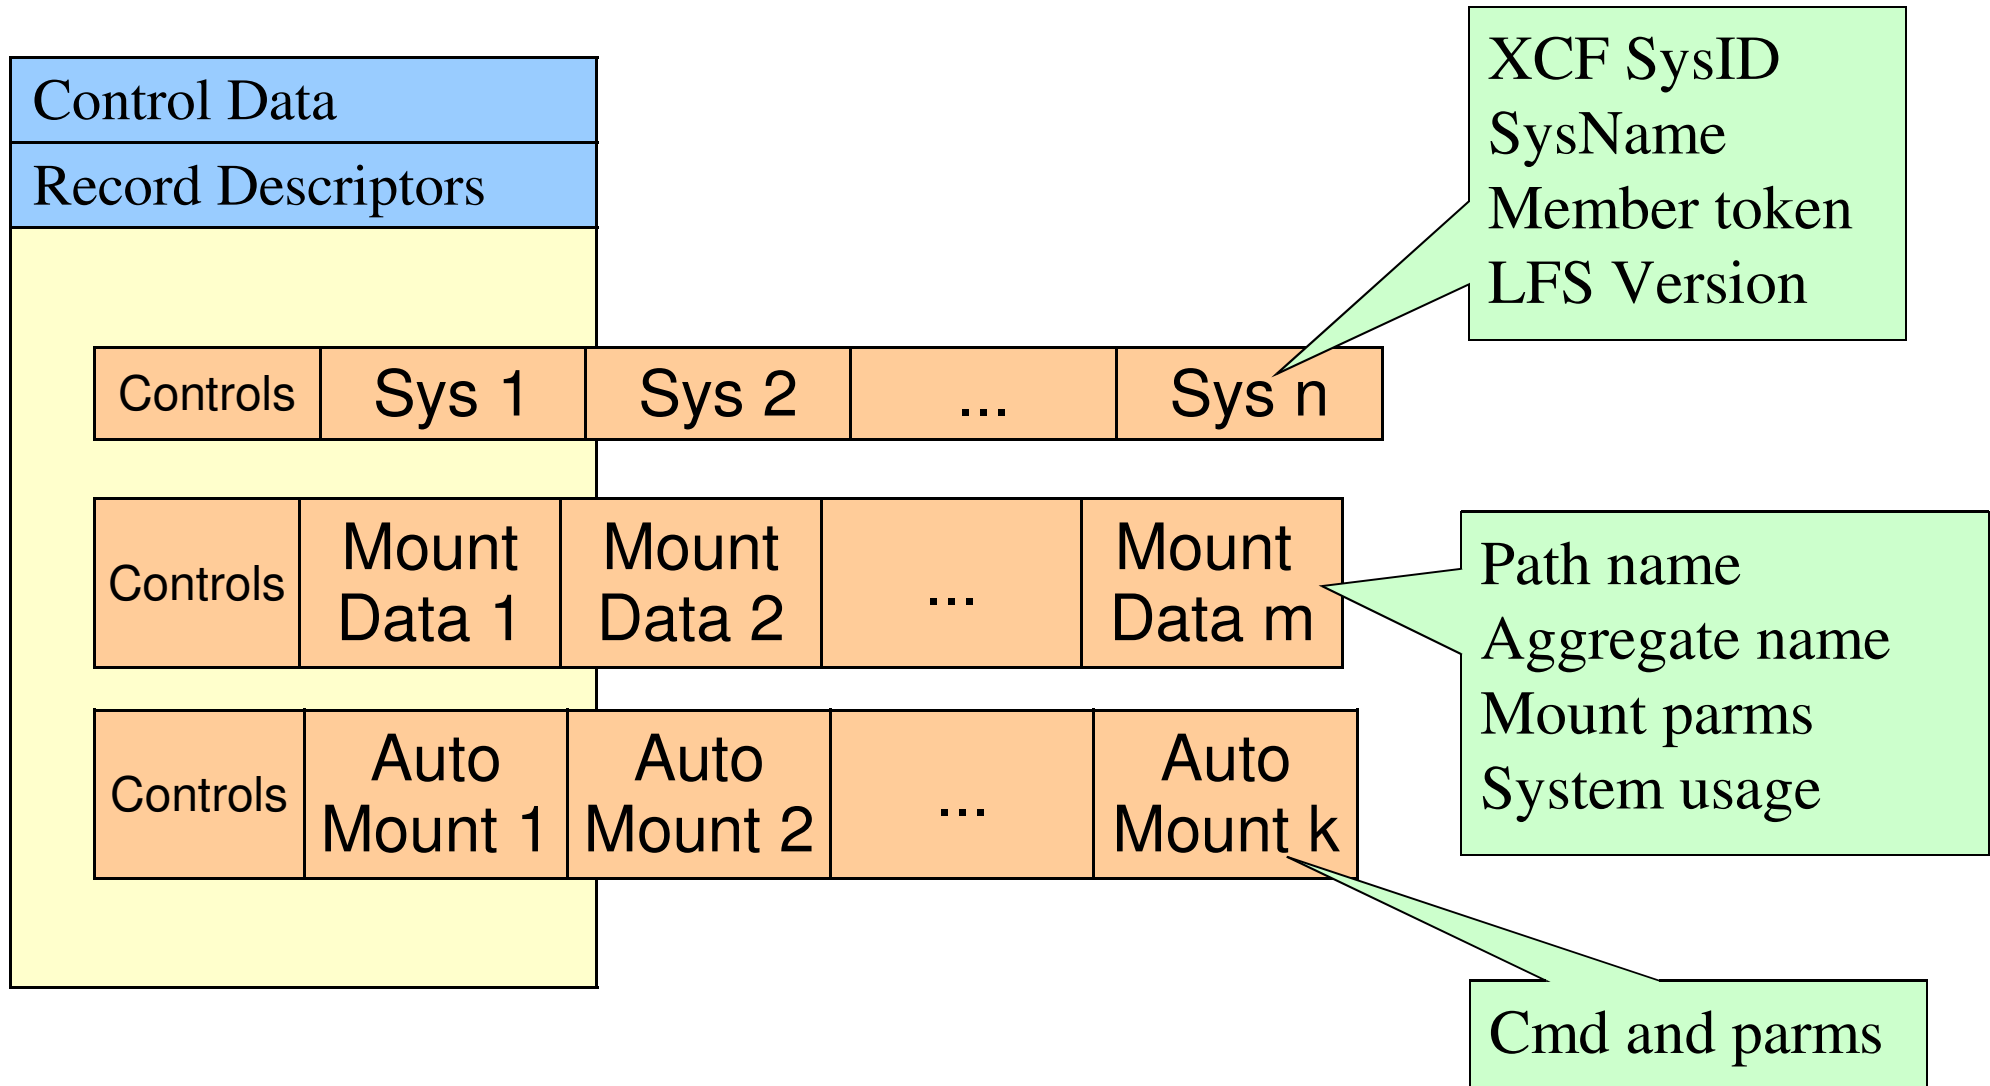 Control Data
Record Descriptors
XCF SysID
SysName
Member token
LFS Version
Controls
Sys 1
Sys 2
...
Sys n
Controls
Mount
Data 1
Mount
Data 2
...
Mount
Data m
Path name
Aggregate name
Mount parms
System usage
Controls
Auto
Mount 1
Auto
Mount 2
...
Auto
Mount k
Cmd and parms